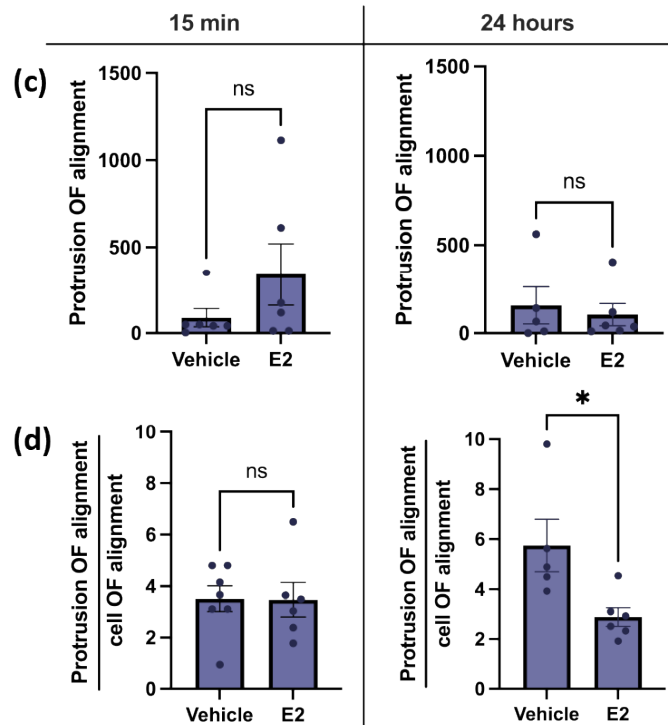 15 min
24 hours
(c)
Protrusion OF alignment
1500
1000
500
0
ns
Vehicle
E2
Protrusion OF alignment
1500
1000
500
0
ns
Vehicle
E2
(d)
Protrusion OF alignment
cell OF alignment
10
8
6
4
2
0
ns
Vehicle
E2
Protrusion OF alignment
cell OF alignment
10
8
6
4
2
0
*
Vehicle
E2